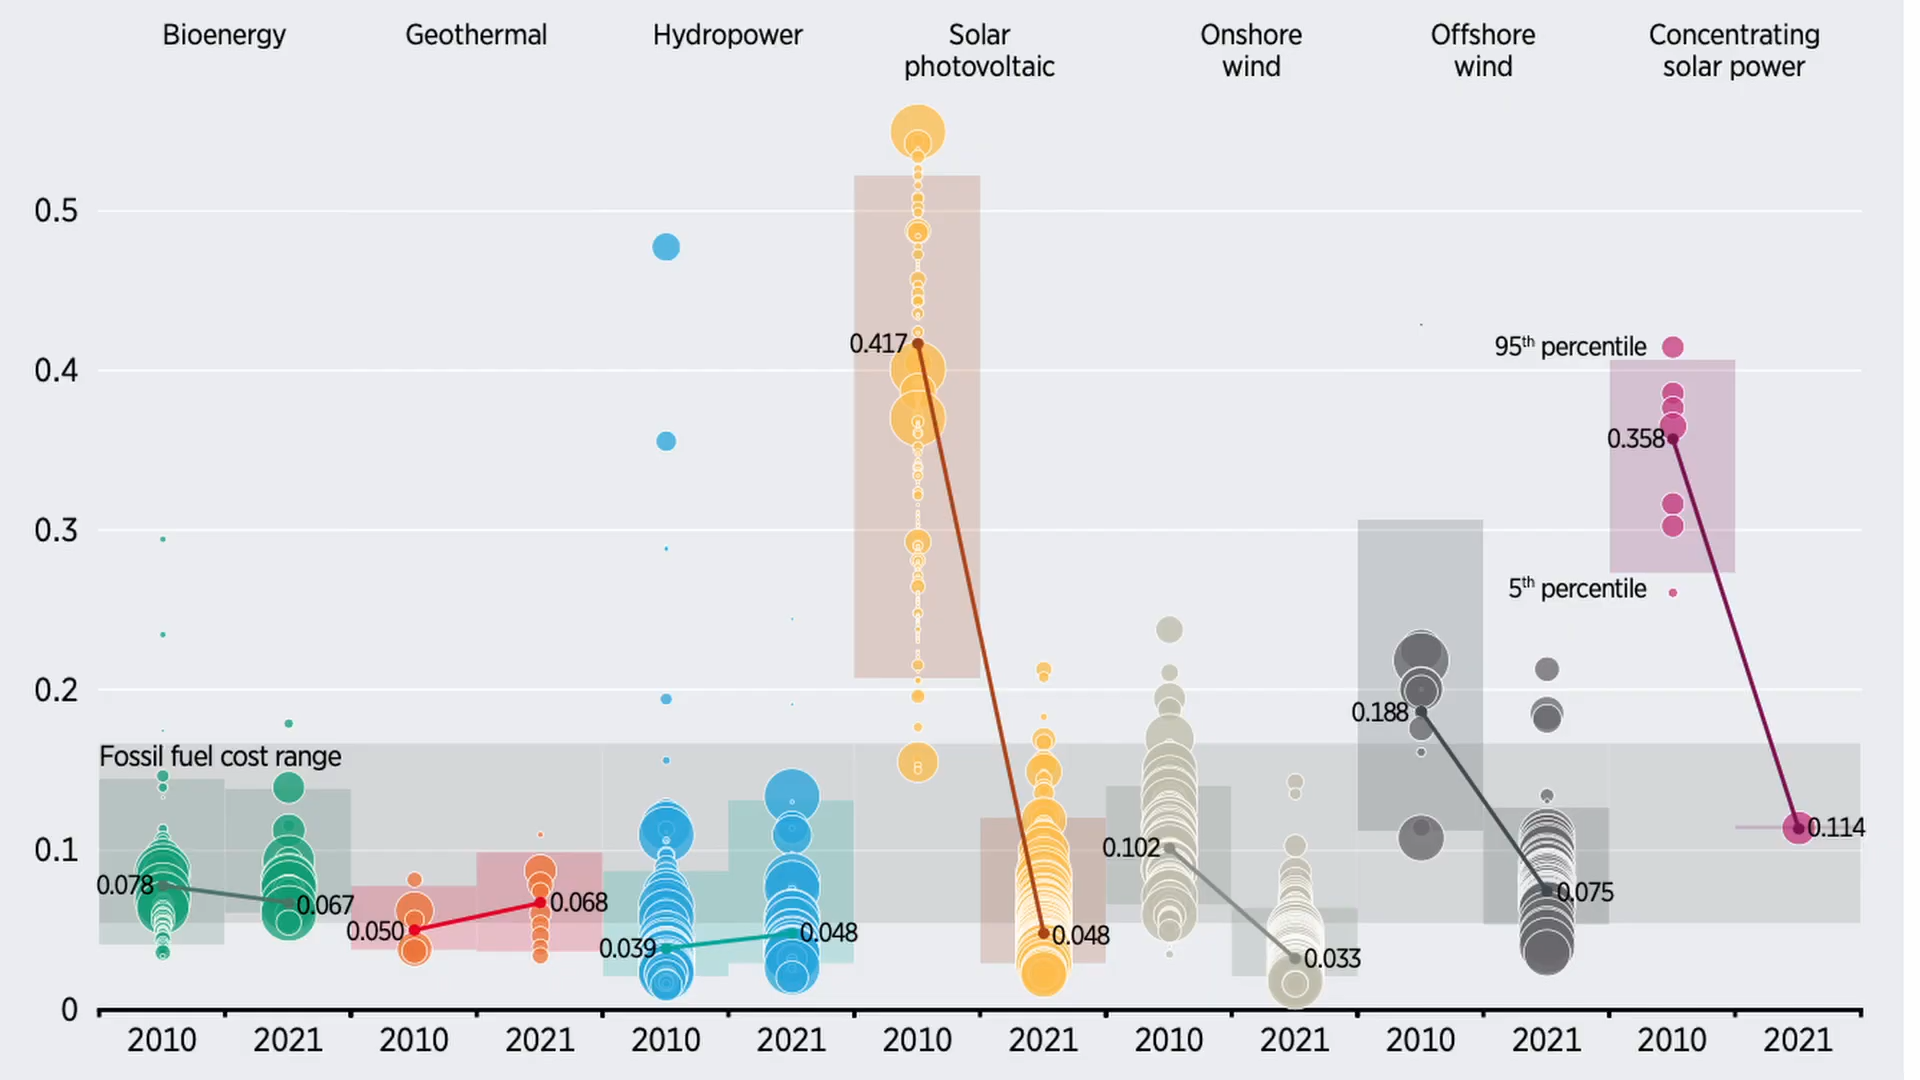 Bioenergy
Geothermal
Hydropower
Solar
photovoltaic
Onshore
wind
Offshore
wind
Concentrating
solar power
0.5
0.4
0.3
0.2
0.1
0
95th percentile
5th percentile
Fossil fuel cost range
0.078
0.067
0.050
0.068
0.039
0.048
0.417
0.048
0.102
0.033
0.188
0.075
0.358
0.114
2010
2021
2010
2021
2010
2021
2010
2021
2010
2021
2010
2021
2010
2021